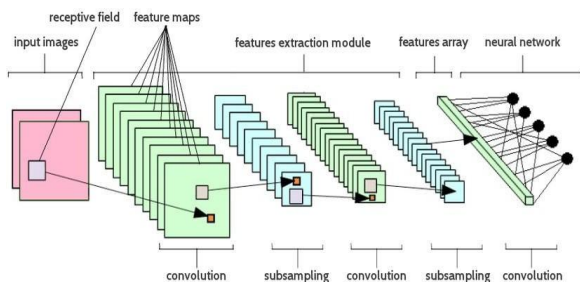 receptive field
feature maps
input images
features extraction module
features array
neural network
convolution
subsampling
convolution
subsampling
convolution